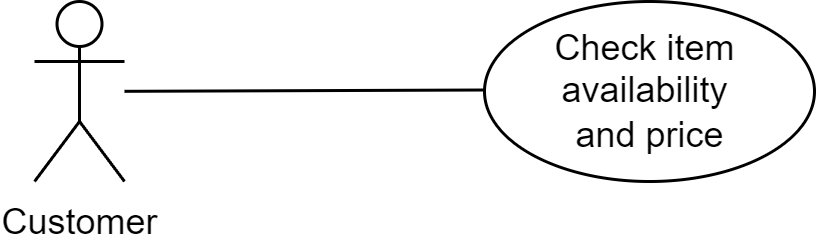 Check item
availability
and price
Customer